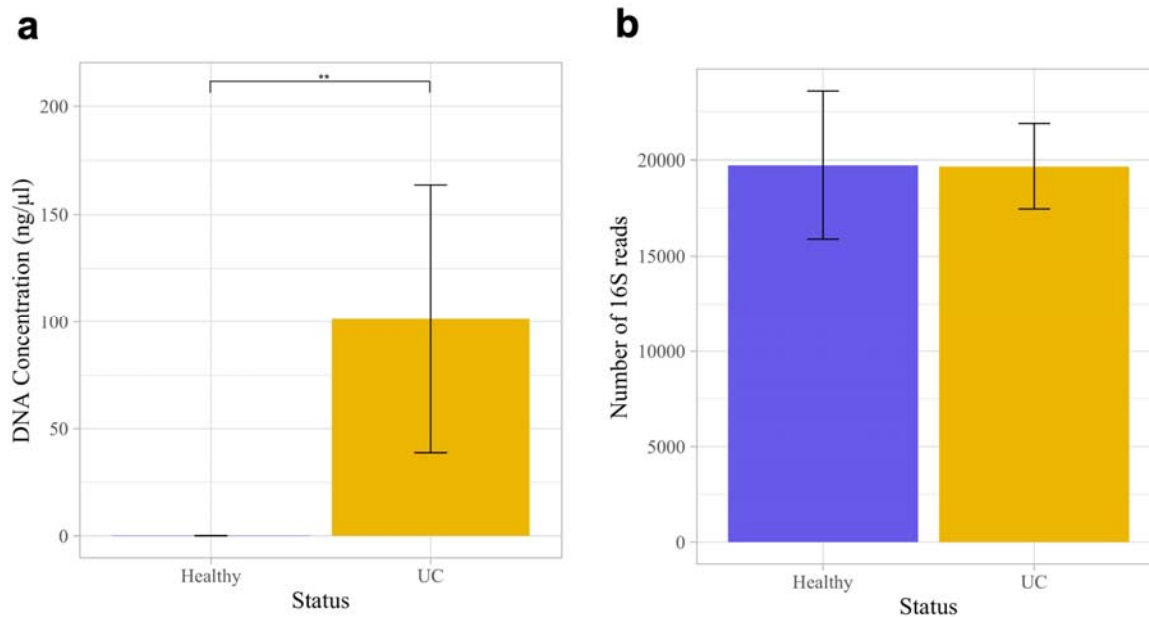 a
**
200
150
100
50
0
DNA Concentration (ng/µl)
Healthy UC
Status
b
20000
15000
10000
5000
0
Number of 16S reads
Healthy UC
Status